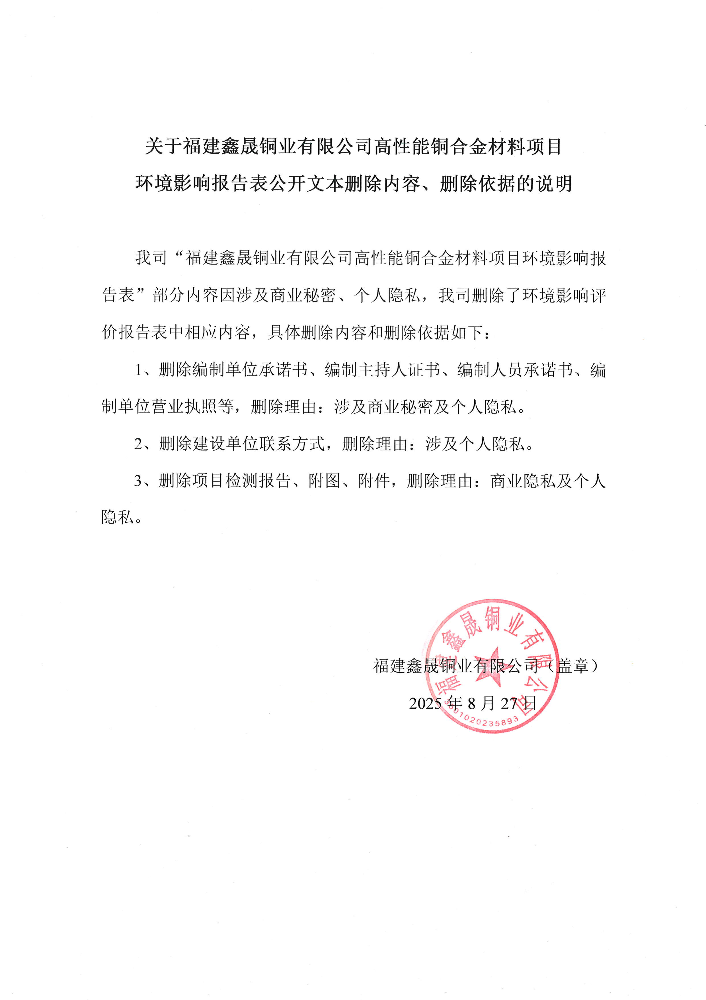 关于福建鑫晟铜业有限公司高性能铜合金材料项目
环境影响报告表公开文本删除内容、删除依据的说明
我司“福建鑫晟铜业有限公司高性能铜合金材料项目环境影响报
告表”部分内容因涉及商业秘密、个人隐私，我司删除了环境影响评
价报告表中相应内容，具体删除内容和删除依据如下：
1、删除编制单位承诺书、编制主持人证书、编制人员承诺书、编
制单位营业执照等，删除理由：涉及商业秘密及个人隐私。
2、删除建设单位联系方式，删除理由：涉及个人隐私。
3、删除项目检测报告、附图、附件，删除理由：商业隐私及个人
隐私。
福建鑫晟铜业有限公司（盖章）
2025 年 8 月 27 日
福建鑫晟铜业有限公司
3501020235893